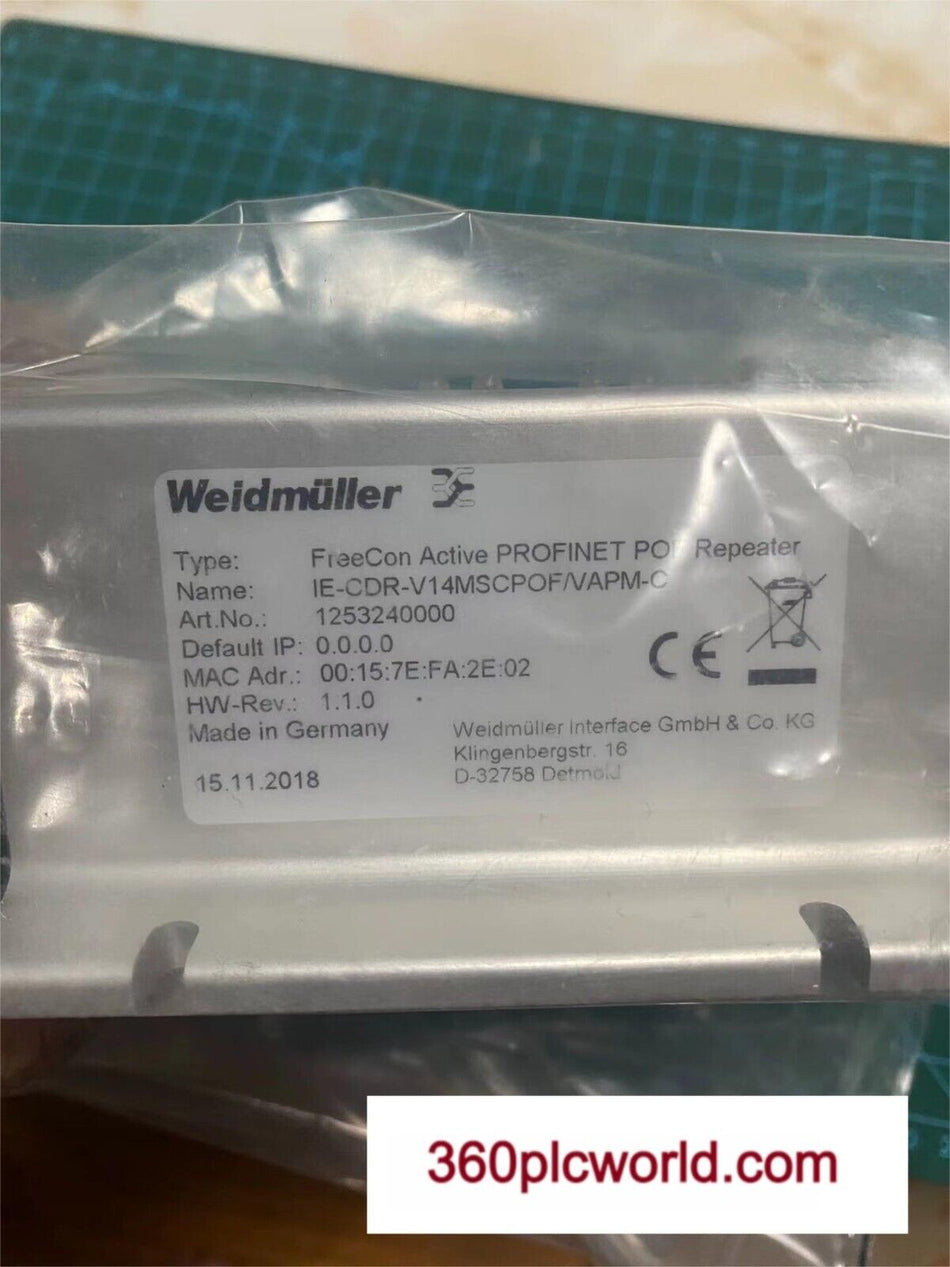 Weidmüller
Type: FreeCon Active PROFINET POF Repeater
Name: IE-CDR-V14MSCPOF/VAPM-C
Art.No.: 1253240000
Default IP: 0.0.0.0
MAC Adr.: 00:15:7E:FA:2E:02
HW-Rev.: 1.1.0
Made in Germany
15.11.2018
CE
Weidmüller Interface GmbH & Co. KG
Klingenbergstr. 16
D-32758 Detmold
360plcworld.com